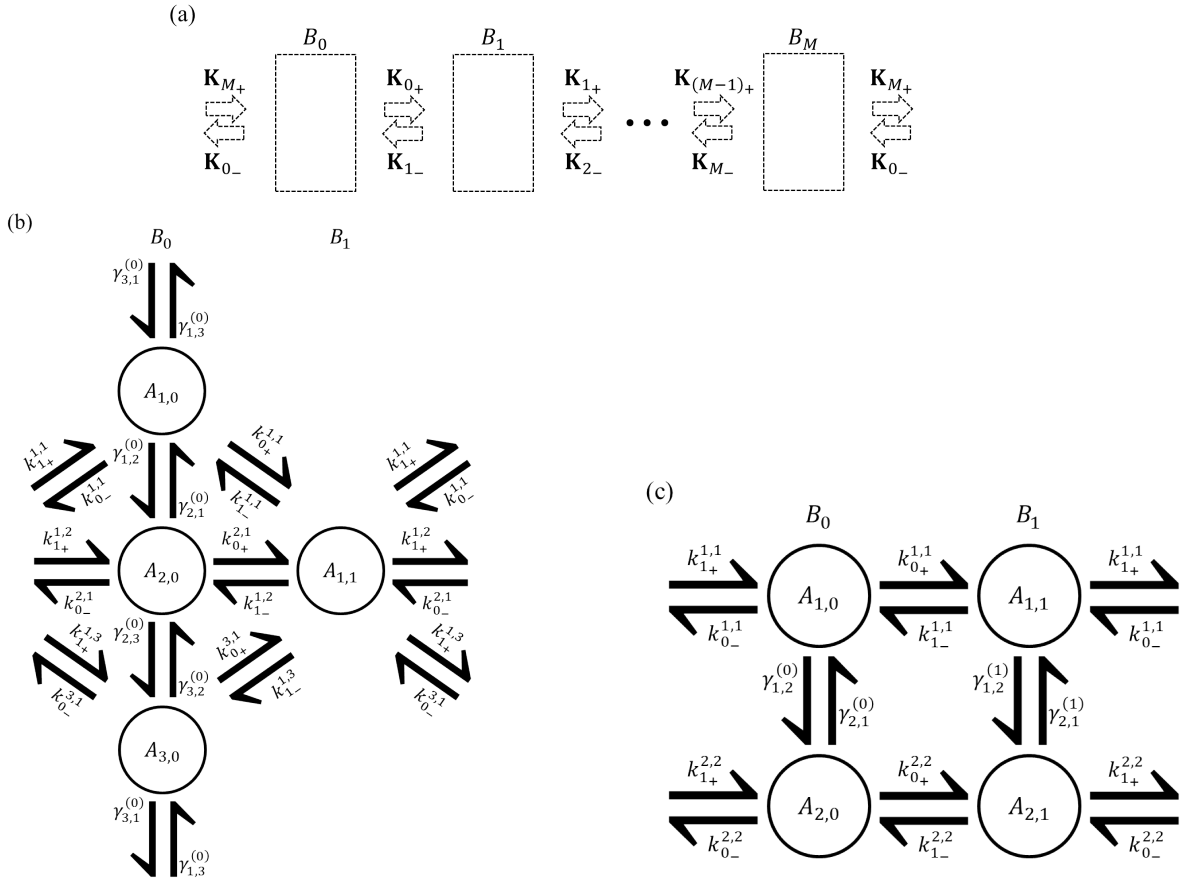 (a)
B₀ B₁ B_M
K_{M₊} K_{0₊} K_{1₊} K_{(M−1)₊} K_{M₊}
•••
K_{0₋} K_{1₋} K_{2₋} K_{M₋} K_{0₋}
(b)
B₀ B₁
γ_{3,1}^{(0)}
γ_{1,3}^{(0)}
A_{1,0}
k_{1₊}^{1,1} k_{0₋}^{1,1} γ_{1,2}^{(0)} γ_{2,1}^{(0)} k_{0₊}^{1,1} k_{1₋}^{1,1} k_{1₊}^{1,1} k_{0₋}^{1,1}
k_{1₊}^{1,2} k_{0₊}^{2,1} k_{1₊}^{1,2}
A_{2,0} A_{1,1}
k_{0₋}^{2,1} k_{1₋}^{1,2} k_{0₋}^{2,1}
k_{1₊}^{1,3} k_{0₋}^{3,1} γ_{2,3}^{(0)} γ_{3,2}^{(0)} k_{0₊}^{3,1} k_{1₋}^{1,3} k_{1₊}^{1,3} k_{0₋}^{3,1}
A_{3,0}
γ_{3,1}^{(0)}
γ_{1,3}^{(0)}
(c)
B₀ B₁
k_{1₊}^{1,1} k_{0₊}^{1,1} k_{1₊}^{1,1}
A_{1,0} A_{1,1}
k_{0₋}^{1,1} k_{1₋}^{1,1} k_{0₋}^{1,1}
γ_{1,2}^{(0)} γ_{2,1}^{(0)} γ_{1,2}^{(1)} γ_{2,1}^{(1)}
k_{1₊}^{2,2} k_{0₊}^{2,2} k_{1₊}^{2,2}
A_{2,0} A_{2,1}
k_{0₋}^{2,2} k_{1₋}^{2,2} k_{0₋}^{2,2}